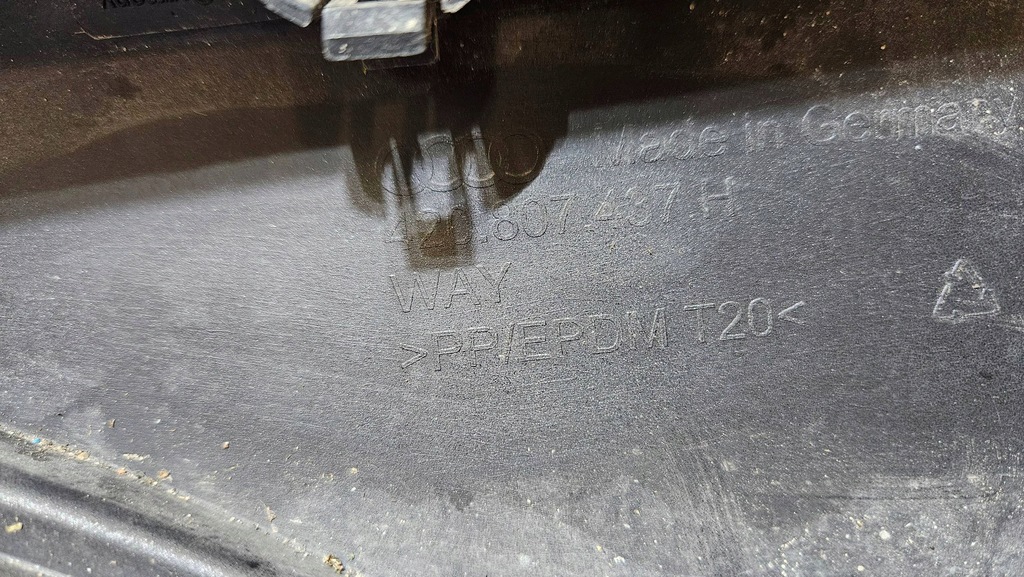 Made in Germany
420.807.437.H
WAY
>PP/EPDM T20<